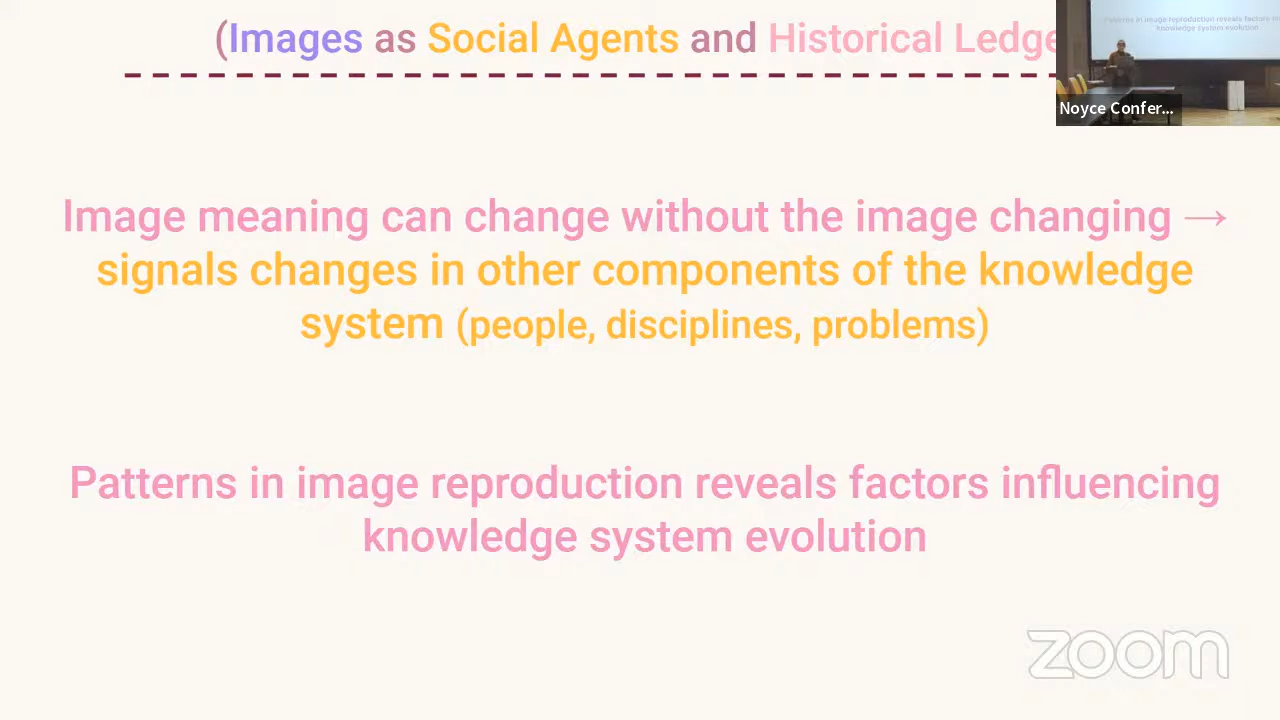 (Images as Social Agents and Historical Ledge
Noyce Confer...
Image meaning can change without the image changing →
signals changes in other components of the knowledge
system (people, disciplines, problems)
Patterns in image reproduction reveals factors influencing
knowledge system evolution
zoom